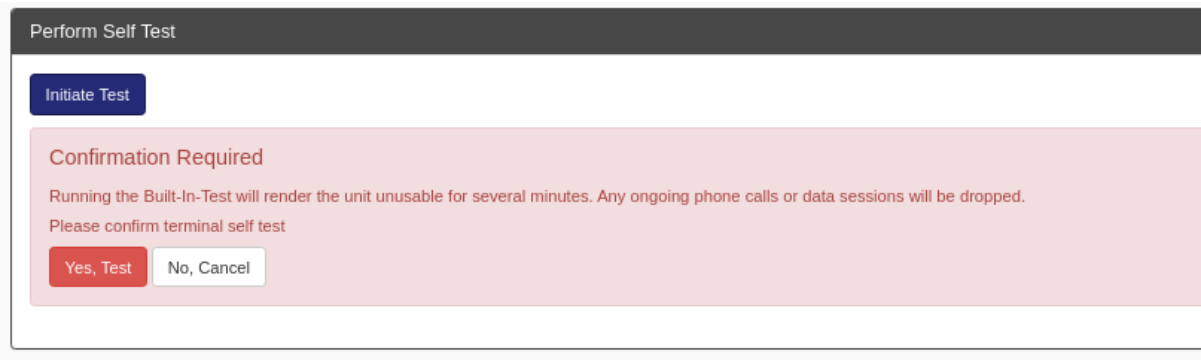 Perform Self Test
Initiate Test
Confirmation Required
Running the Built-In-Test will render the unit unusable for several minutes. Any ongoing phone calls or data sessions will be dropped.
Please confirm terminal self test
Yes, Test No, Cancel